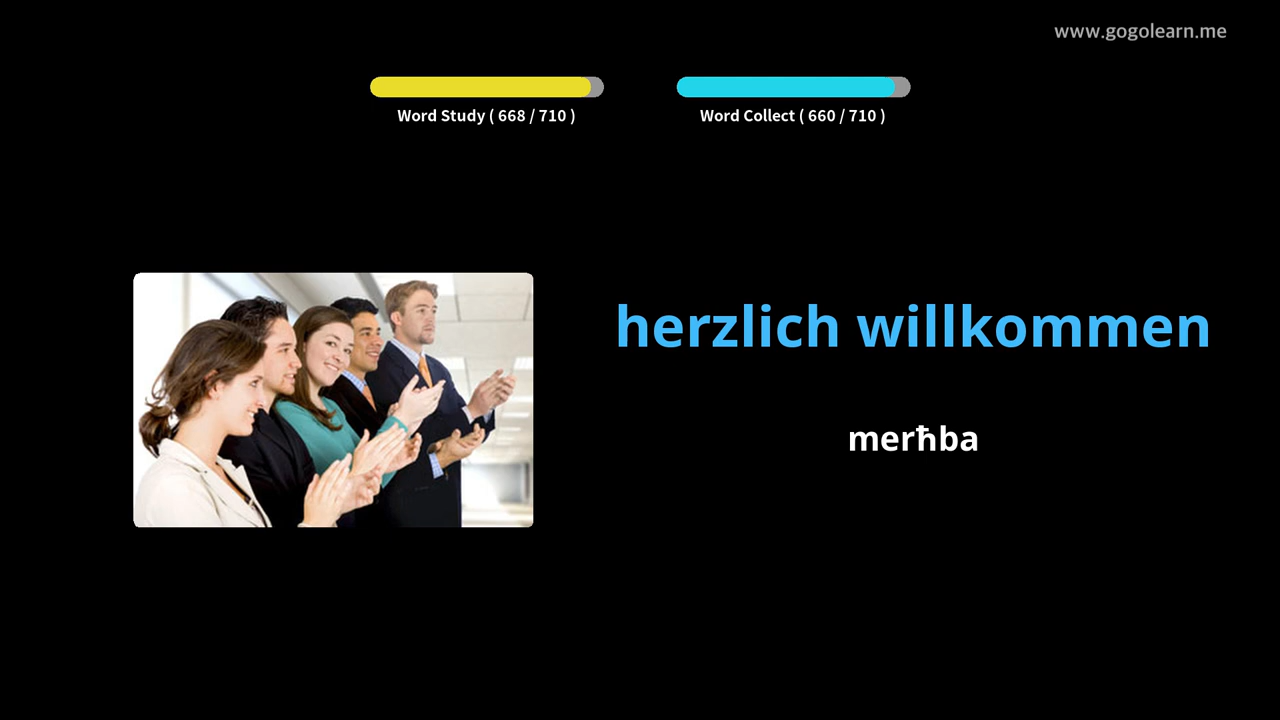 www.gogolearn.me
Word Study ( 668 / 710 )
Word Collect ( 660 / 710 )
herzlich willkommen
merħba